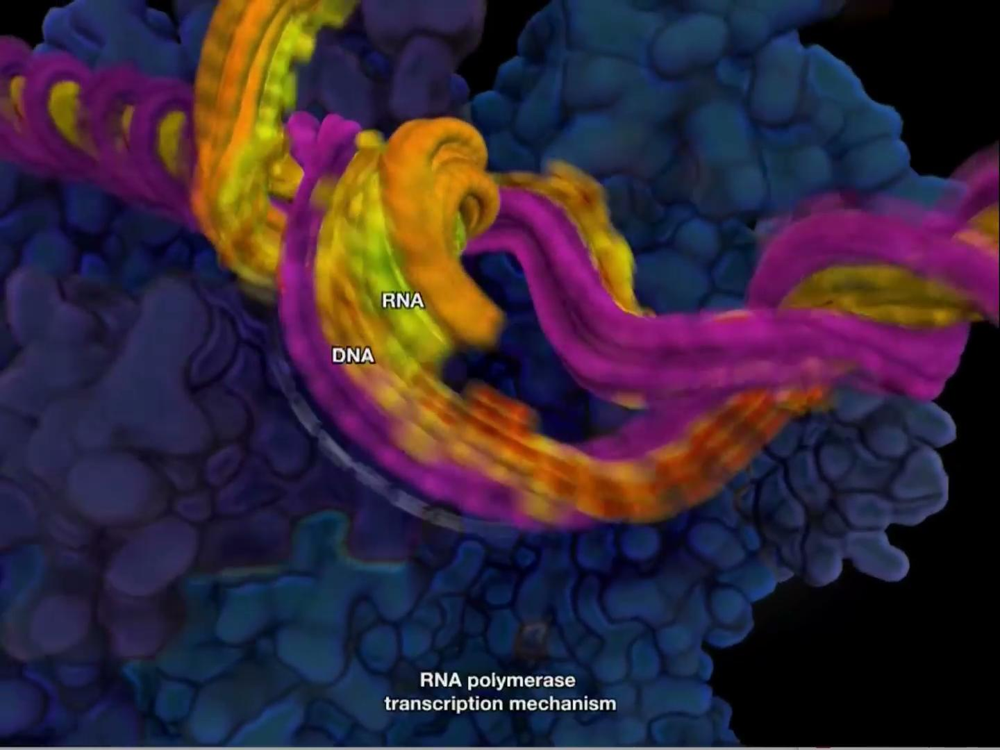 RNA
DNA
RNA polymerase
transcription mechanism